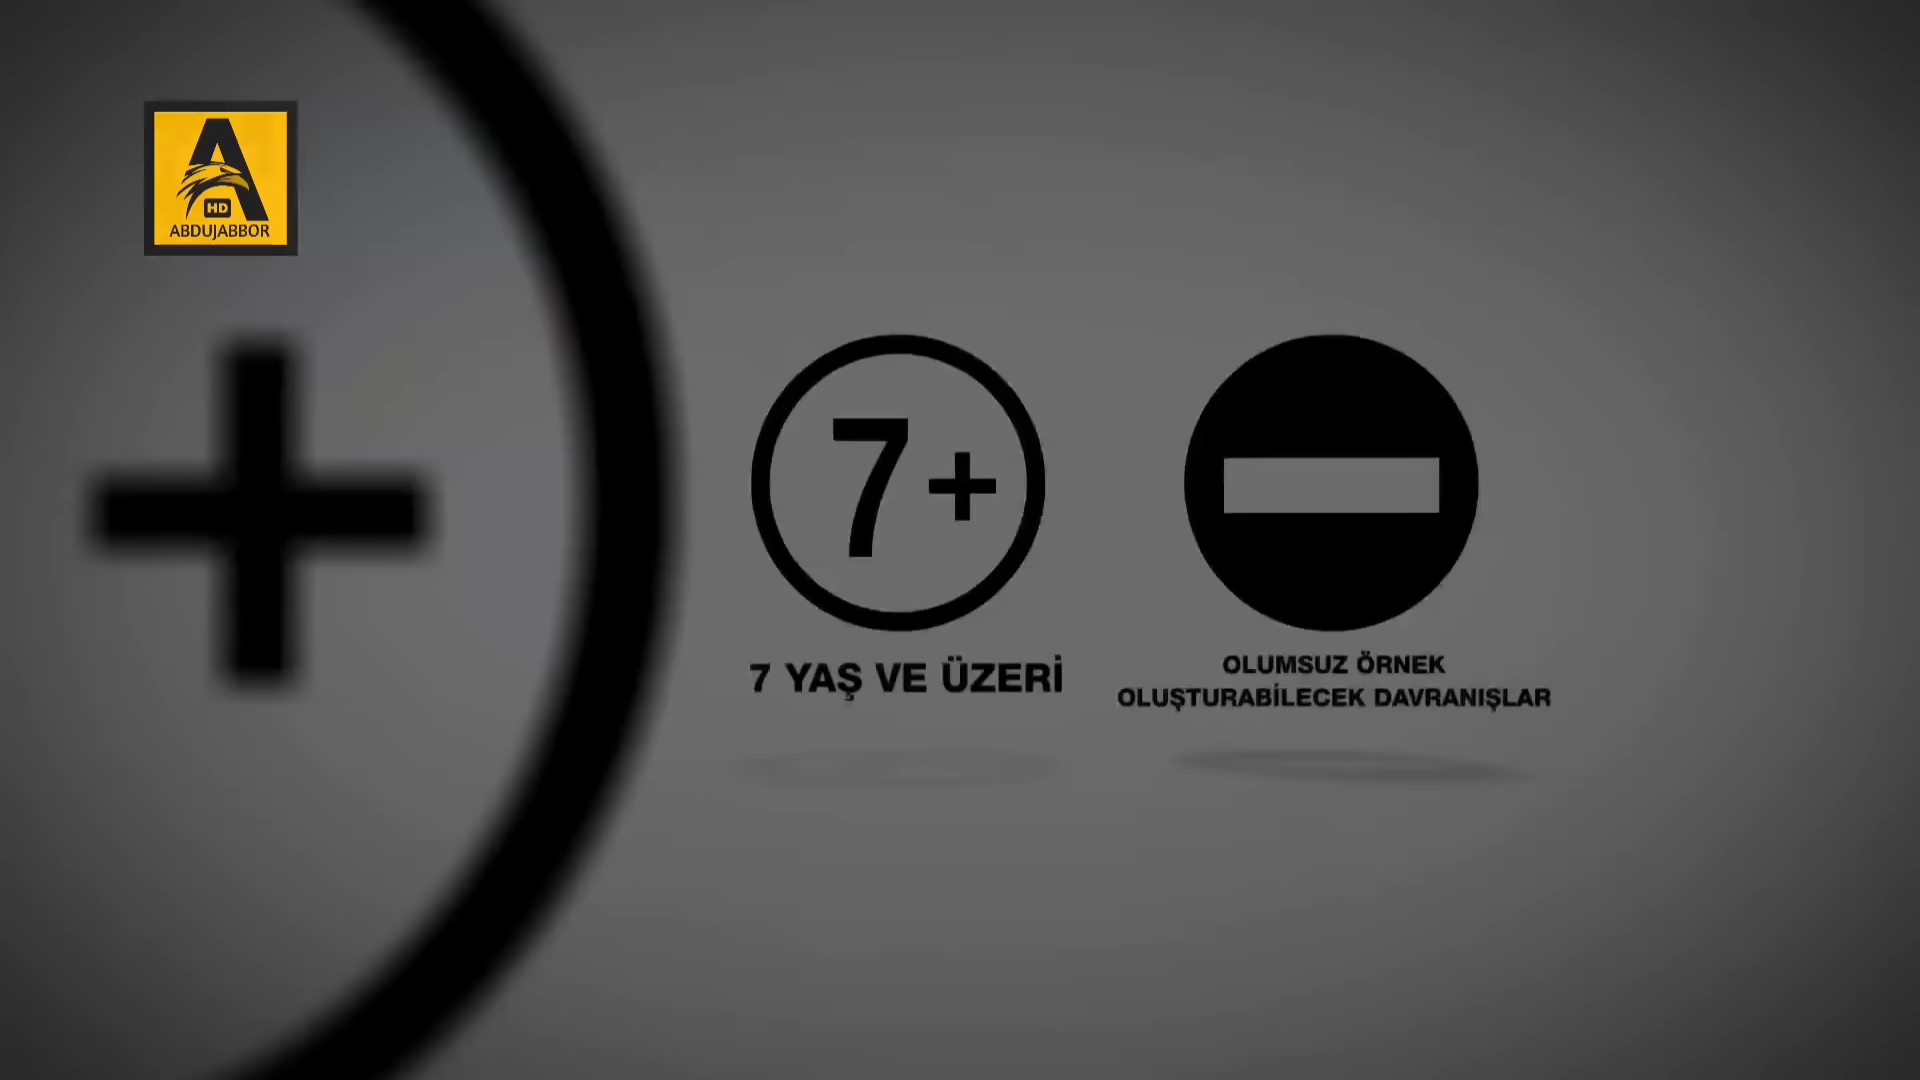 A
HD
ABDUJABBOR
+
7+
7 YAŞ VE ÜZERİ
OLUMSUZ ÖRNEK
OLUŞTURABİLECEK DAVRANIŞLAR